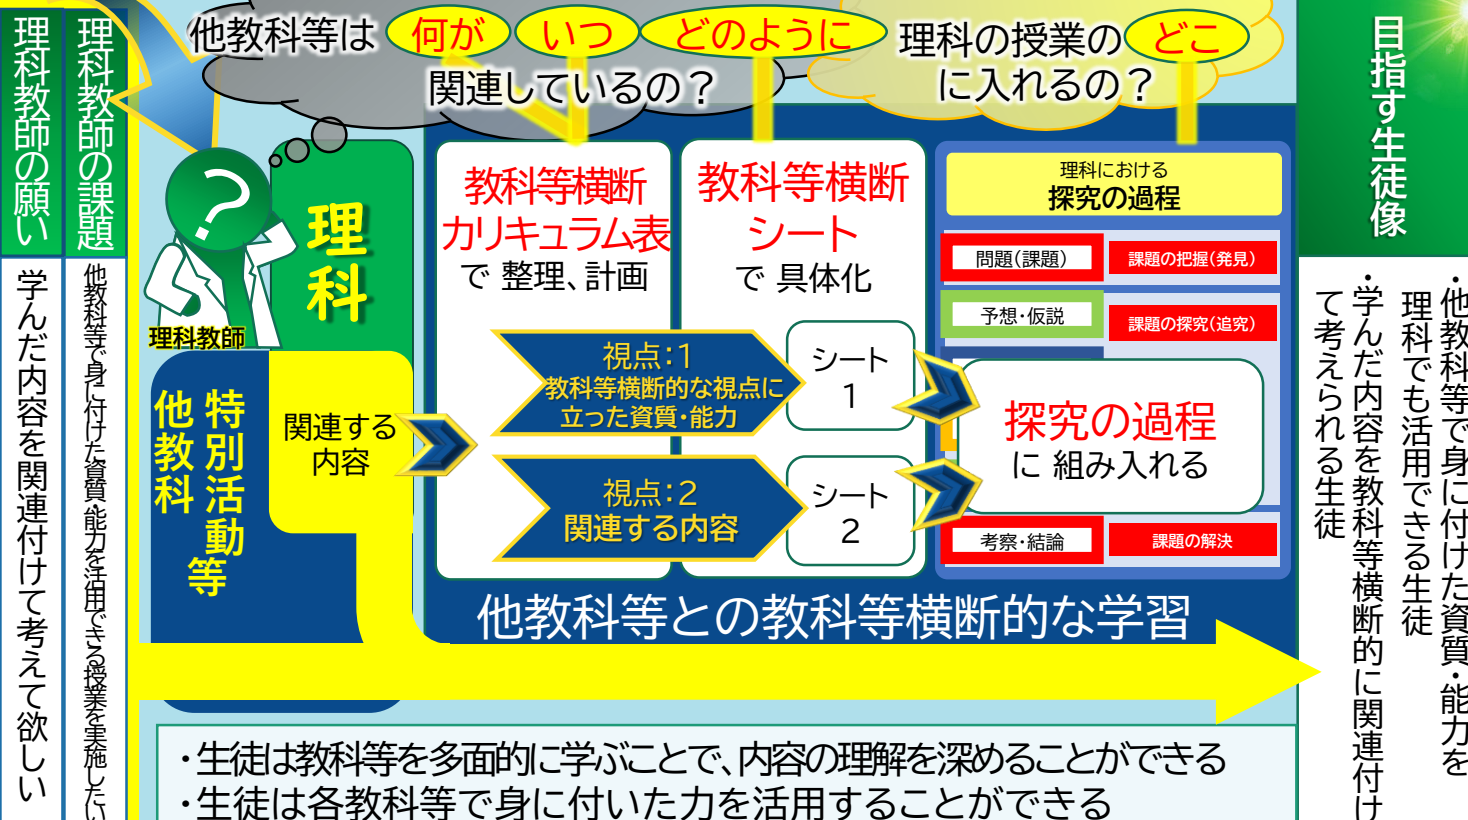 理科教師の願い
学んだ内容を関連付けて考えて欲しい
理科教師の課題
他教科等で身に付けた資質・能力を活用できる授業を実施したい
他教科等は 何が いつ どのように
関連しているの？
理科の授業の どこ
に入れるの？
?
理科
理科教師
特別活動等
他教科
関連する
内容
教科等横断
カリキュラム表
で 整理、計画
教科等横断
シート
で 具体化
視点：1
教科等横断的な視点に
立った資質・能力
シート
1
視点：2
関連する内容
シート
2
理科における
探究の過程
問題(課題)
課題の把握(発見)
予想・仮説
課題の探究(追究)
探究の過程
に 組み入れる
考察・結論
課題の解決
他教科等との教科等横断的な学習
・生徒は教科等を多面的に学ぶことで、内容の理解を深めることができる
・生徒は各教科等で身に付いた力を活用することができる
目指す生徒像
・他教科等で身に付けた資質・能力を
理科でも活用できる生徒
・学んだ内容を教科等横断的に関連付け
て考えられる生徒